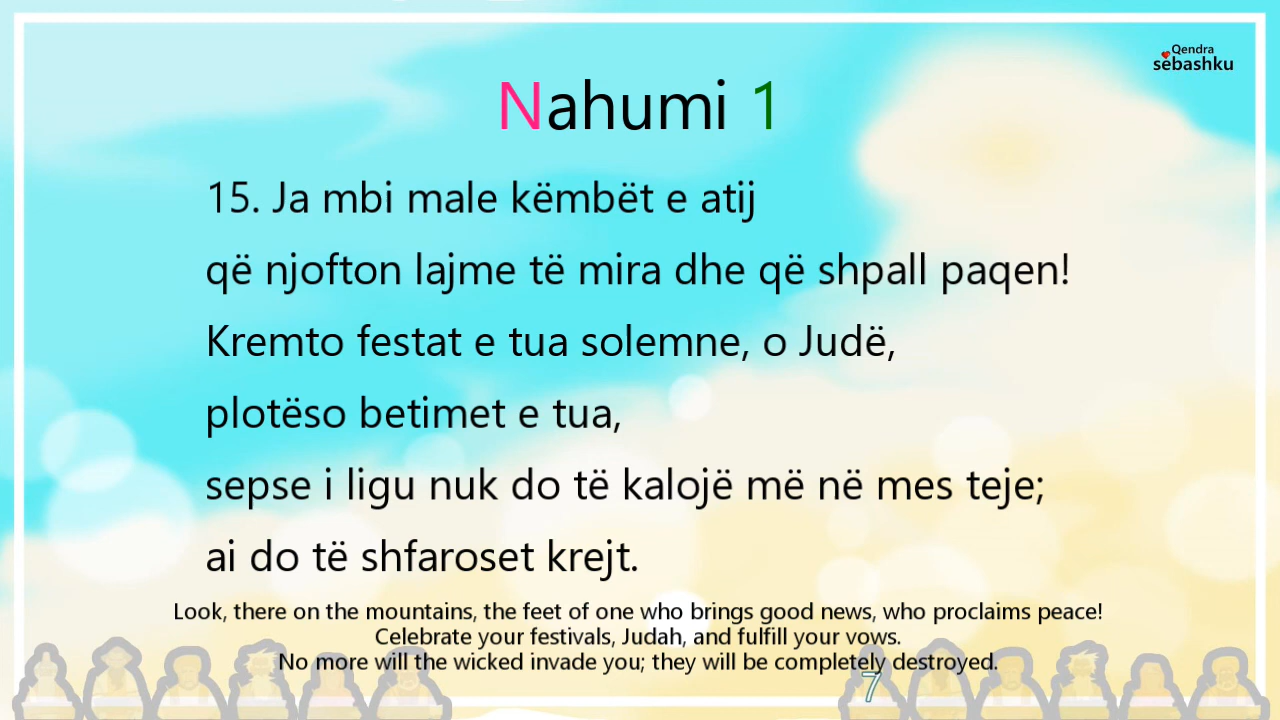 Qendra
sëbashku
Nahumi 1
15. Ja mbi male këmbët e atij
që njofton lajme të mira dhe që shpall paqen!
Kremto festat e tua solemne, o Judë,
plotëso betimet e tua,
sepse i ligu nuk do të kalojë më në mes teje;
ai do të shfaroset krejt.
Look, there on the mountains, the feet of one who brings good news, who proclaims peace!
Celebrate your festivals, Judah, and fulfill your vows.
No more will the wicked invade you; they will be completely destroyed.
7